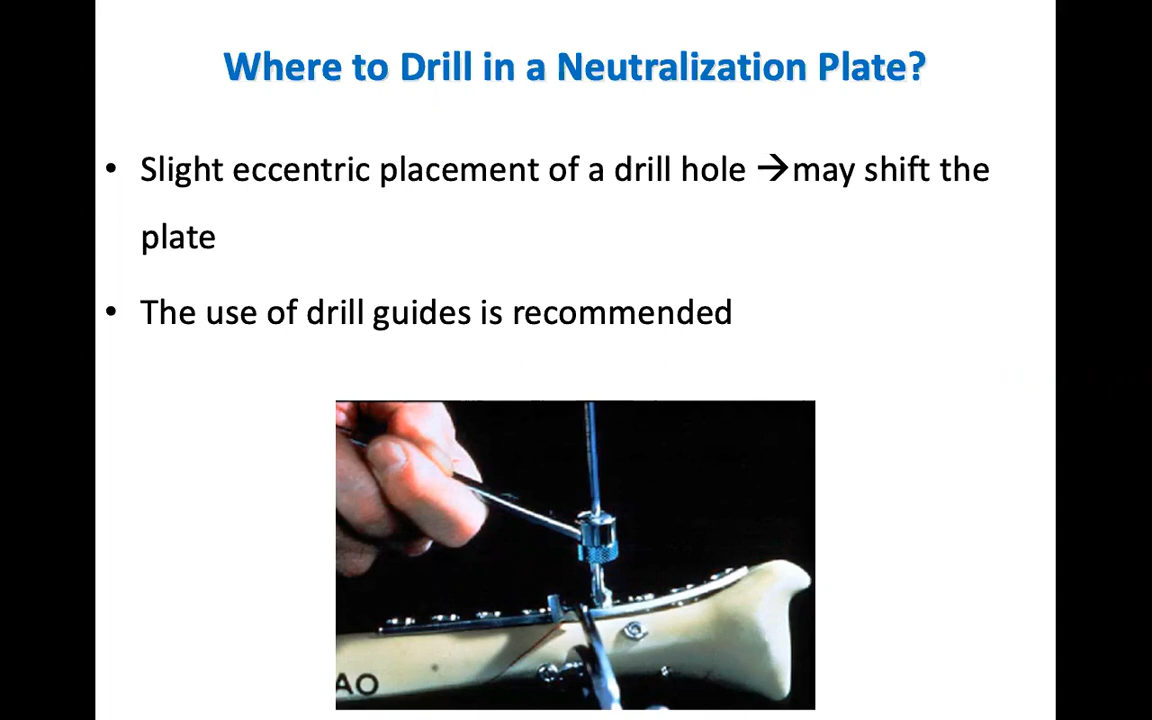 Where to Drill in a Neutralization Plate?
• Slight eccentric placement of a drill hole →may shift the
plate
• The use of drill guides is recommended
AO